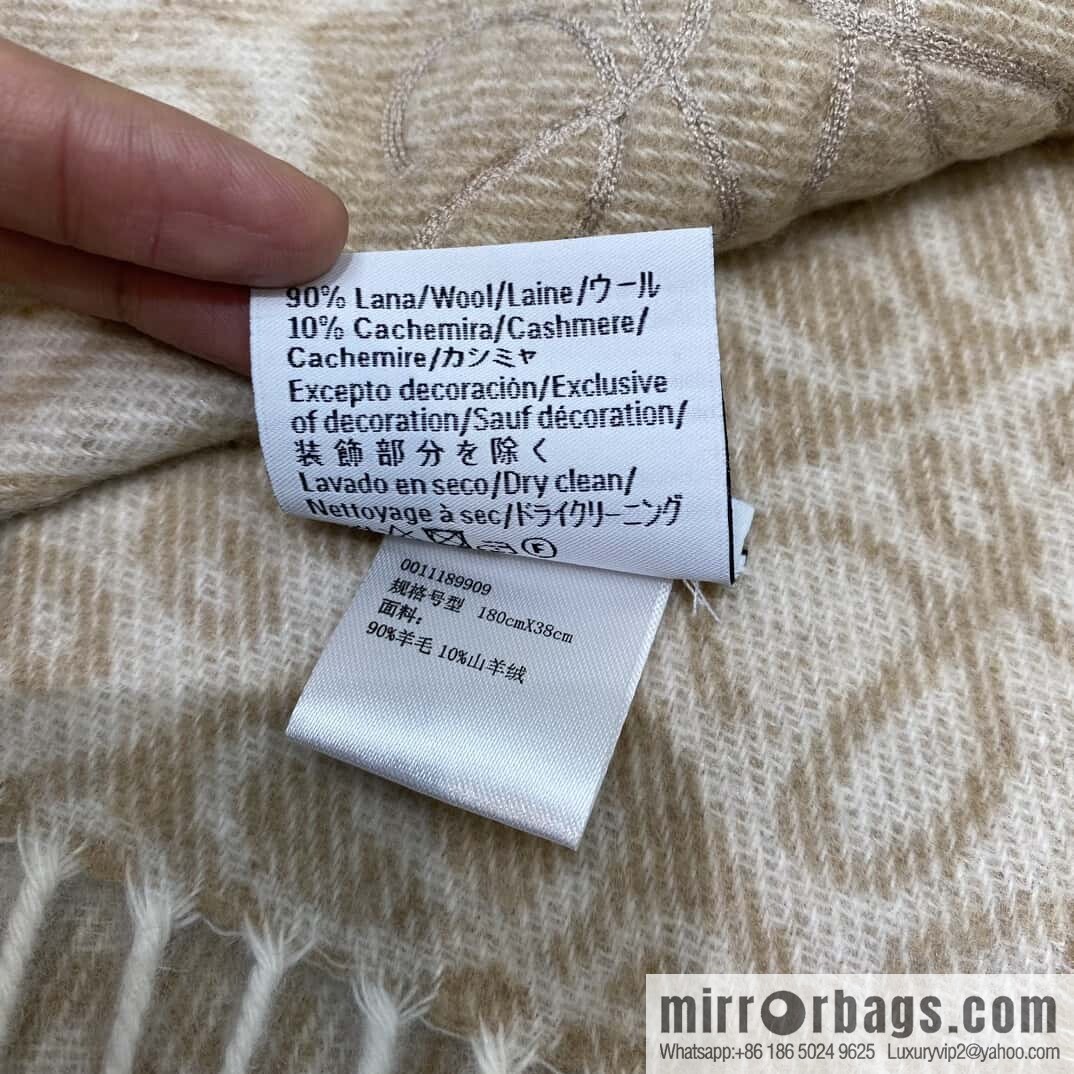 90% Lana/Wool/Laine/ウール
10% Cachemira/Cashmere/
Cachemire/カシミヤ
Excepto decoración/Exclusive
of decoration/Sauf décoration/
装飾部分を除く
Lavado en seco/Dry clean/
Nettoyage à sec/ドライクリーニング
F
0011189909
规格号型 180cmX38cm
面料:
90%羊毛 10%山羊绒
mirrorbags.com
Whatsapp:+86 186 5024 9625 Luxuryvip2@yahoo.com